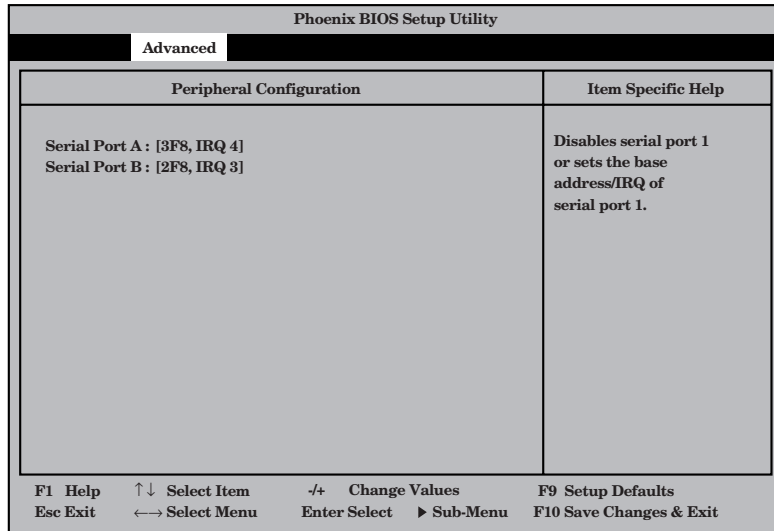 Phoenix BIOS Setup Utility
Advanced
Peripheral Configuration
Item Specific Help
Serial Port A : [3F8, IRQ 4]
Serial Port B : [2F8, IRQ 3]
Disables serial port 1
or sets the base
address/IRQ of
serial port 1.
F1 Help ↑↓ Select Item -/+ Change Values F9 Setup Defaults
Esc Exit ←→ Select Menu Enter Select ▶ Sub-Menu F10 Save Changes & Exit